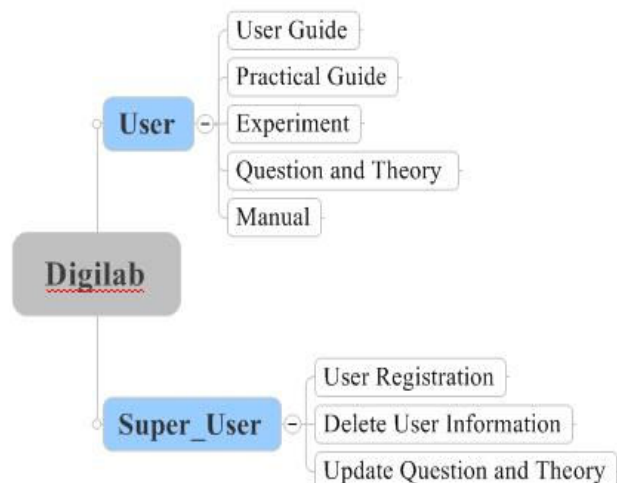 User Guide
Practical Guide
User
Experiment
Question and Theory
Manual
Digilab
User Registration
Super_User
Delete User Information
Update Question and Theory